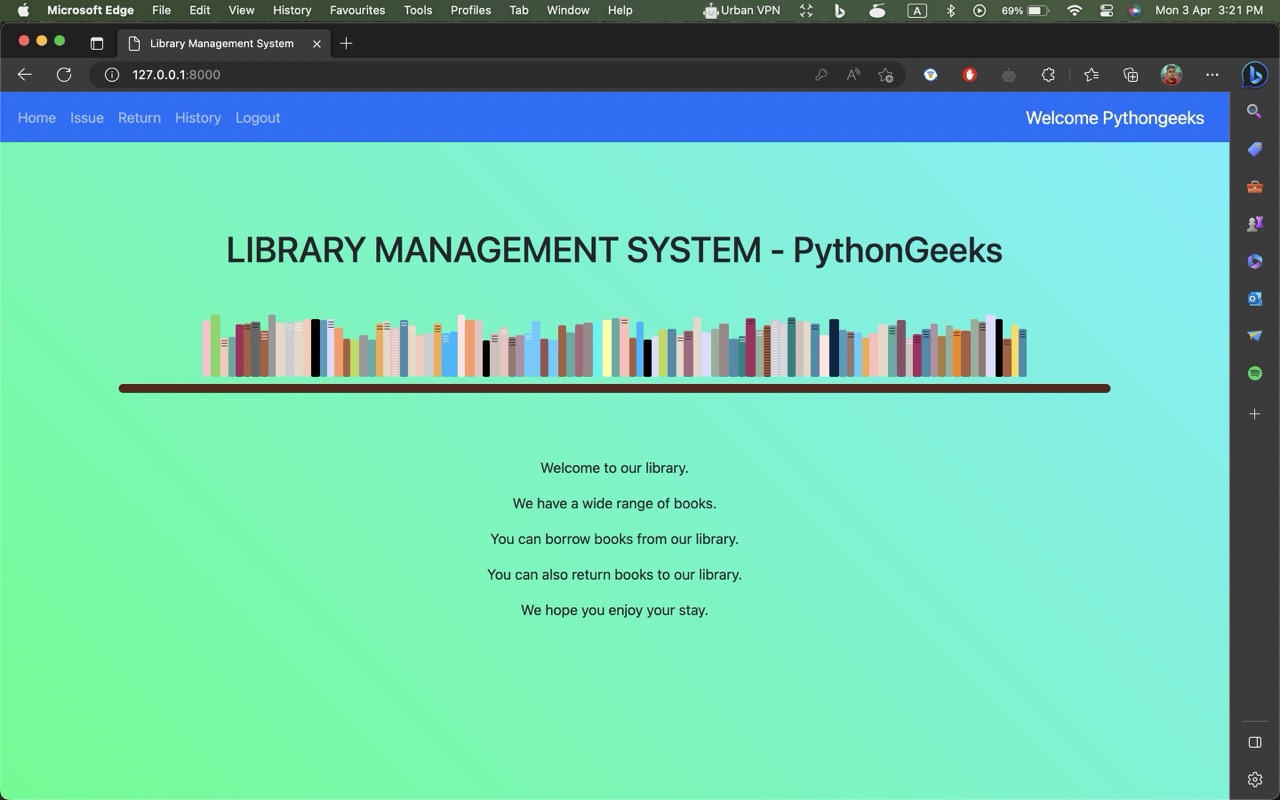 Microsoft Edge File Edit View History Favourites Tools Profiles Tab Window Help Urban VPN A 69% Mon 3 Apr 3:21 PM
Library Management System
127.0.0.1:8000
Home Issue Return History Logout Welcome Pythongeeks
LIBRARY MANAGEMENT SYSTEM - PythonGeeks
Welcome to our library.
We have a wide range of books.
You can borrow books from our library.
You can also return books to our library.
We hope you enjoy your stay.